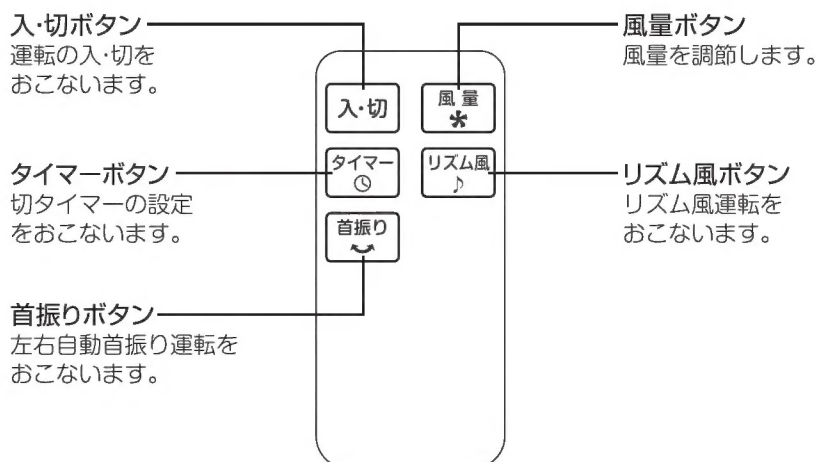 入・切ボタン
運転の入・切を
おこないます。
タイマーボタン
切タイマーの設定
をおこないます。
首振りボタン
左右自動首振り運転を
おこないます。
入・切
風量
タイマー
リズム風
首振り
風量ボタン
風量を調節します。
リズム風ボタン
リズム風運転を
おこないます。